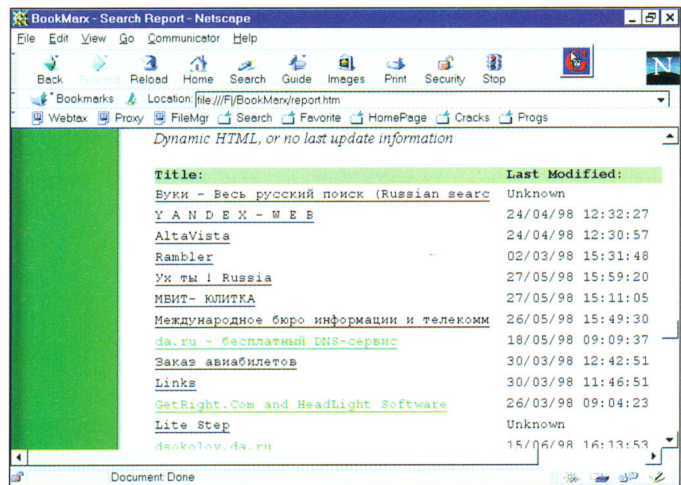 BookMarx - Search Report - Netscape
File Edit View Go Communicator Help
Back Reload Home Search Guide Images Print Security Stop
N
Bookmarks Location: file:///F|/BookMarx/report.htm
Webtax Proxy FileMgr Search Favorite HomePage Cracks Progs
Dynamic HTML, or no last update information
Title: Last Modified:
Буки - Весь русский поиск (Russian searc Unknown
Y A N D E X - W E B 24/04/98 12:32:27
AltaVista 24/04/98 12:30:57
Rambler 02/03/98 15:31:48
Ух ты ! Russia 27/05/98 15:59:20
МВИТ- ЮЛИТКА 27/05/98 15:11:05
Международное бюро информации и телекомм 26/05/98 15:49:30
da.ru - бесплатный DNS-сервис 18/05/98 09:09:37
Заказ авиабилетов 30/03/98 12:42:51
Links 30/03/98 11:46:51
GetRight.Com and HeadLight Software 26/03/98 09:04:23
Lite Step Unknown
dsokolov.da.ru 15/06/98 16:13:53
Document: Done